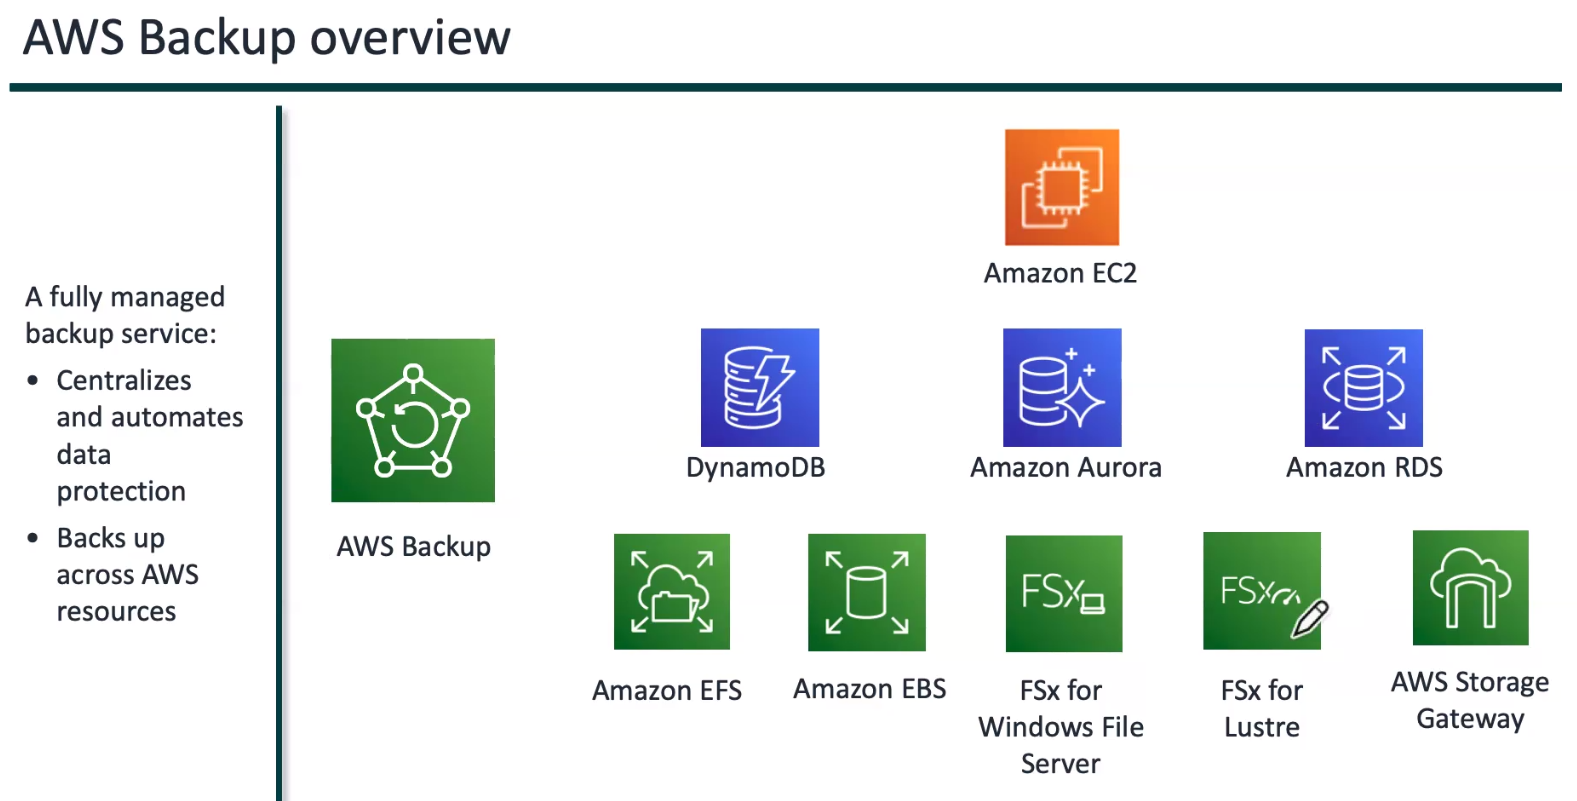 AWS Backup overview
A fully managed
backup service:
• Centralizes
and automates
data
protection
• Backs up
across AWS
resources
AWS Backup
Amazon EC2
DynamoDB
Amazon Aurora
Amazon RDS
FSx
FSx
Amazon EFS
Amazon EBS
FSx for
Windows File
Server
FSx for
Lustre
AWS Storage
Gateway